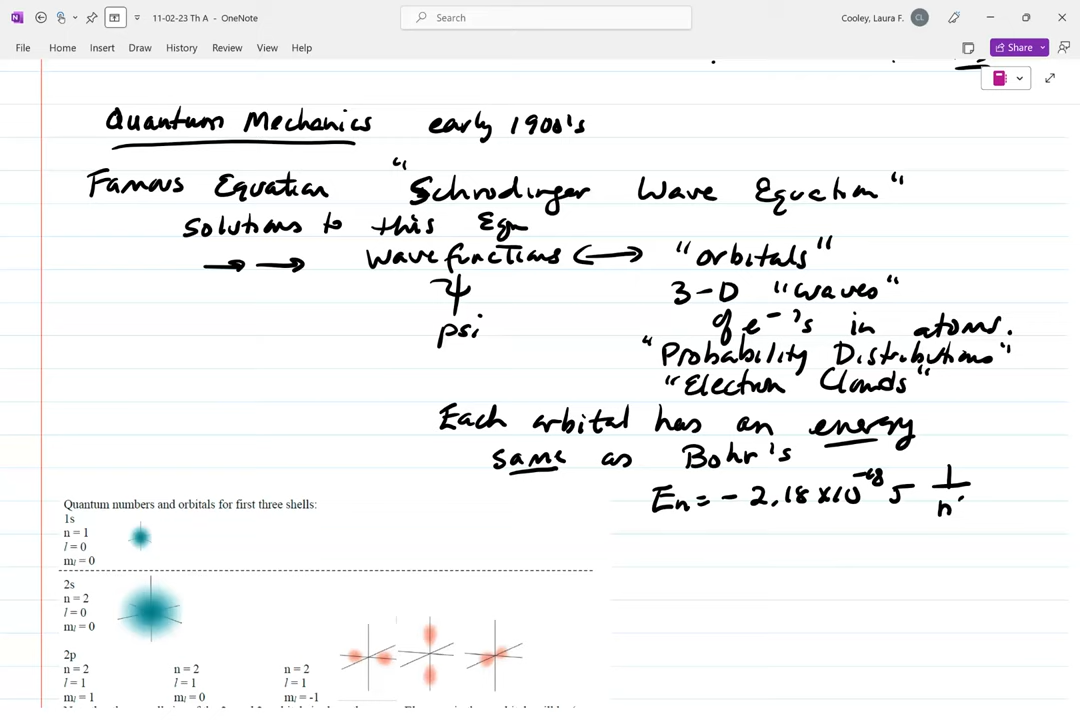 11-02-23 Th A - OneNote
Search
Cooley, Laura F.
CL
File Home Insert Draw History Review View Help
Share
Quantum Mechanics early 1900's
Famous Equation "Schrodinger Wave Equation"
solutions to this Eqn
wavefunctions "orbitals"
ψ 3-D "waves"
psi of e⁻'s in atoms.
"Probability Distributions"
"Electron Clouds"
Each orbital has an energy
same as Bohr's
En = - 2.18 x 10⁻¹⁸ J 1/n
Quantum numbers and orbitals for first three shells:
1s
n = 1
l = 0
ml = 0
2s
n = 2
l = 0
ml = 0
2p
n = 2 n = 2 n = 2
l = 1 l = 1 l = 1
ml = 1 ml = 0 ml = -1